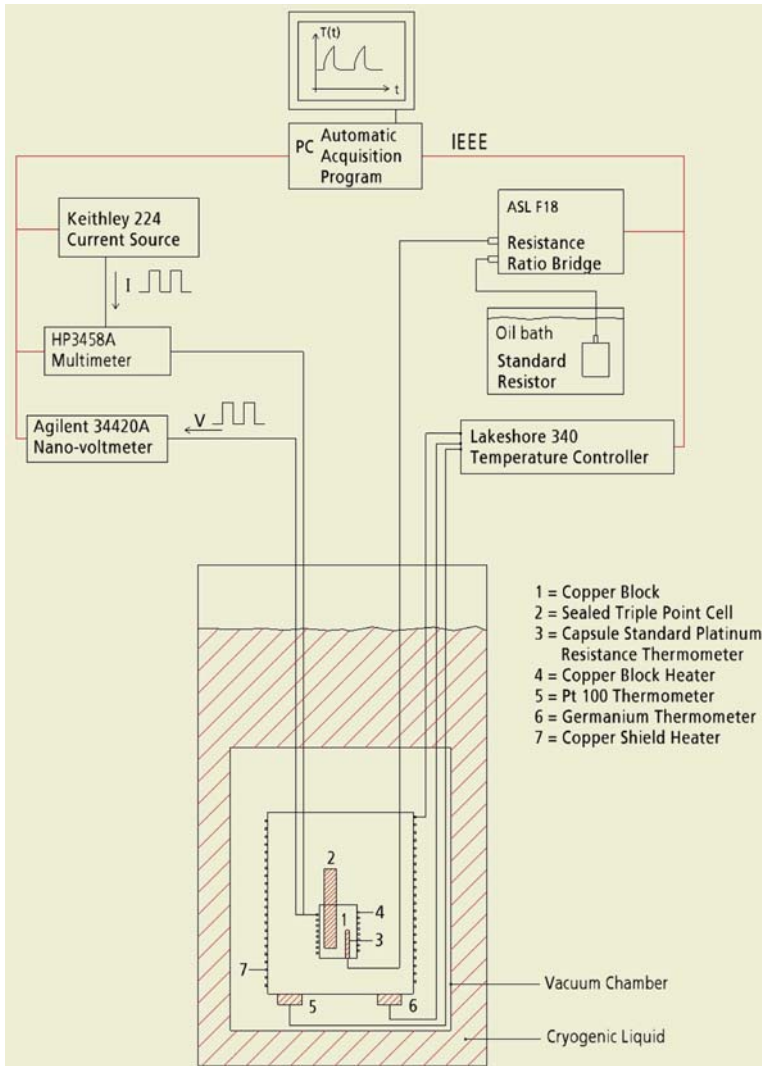 T(t)
t
PC Automatic
Acquisition
Program
IEEE
Keithley 224
Current Source
I
HP3458A
Multimeter
V
Agilent 34420A
Nano-voltmeter
ASL F18
Resistance
Ratio Bridge
Oil bath
Standard
Resistor
Lakeshore 340
Temperature Controller
1 = Copper Block
2 = Sealed Triple Point Cell
3 = Capsule Standard Platinum
Resistance Thermometer
4 = Copper Block Heater
5 = Pt 100 Thermometer
6 = Germanium Thermometer
7 = Copper Shield Heater
2
1
4
3
7
5
6
Vacuum Chamber
Cryogenic Liquid